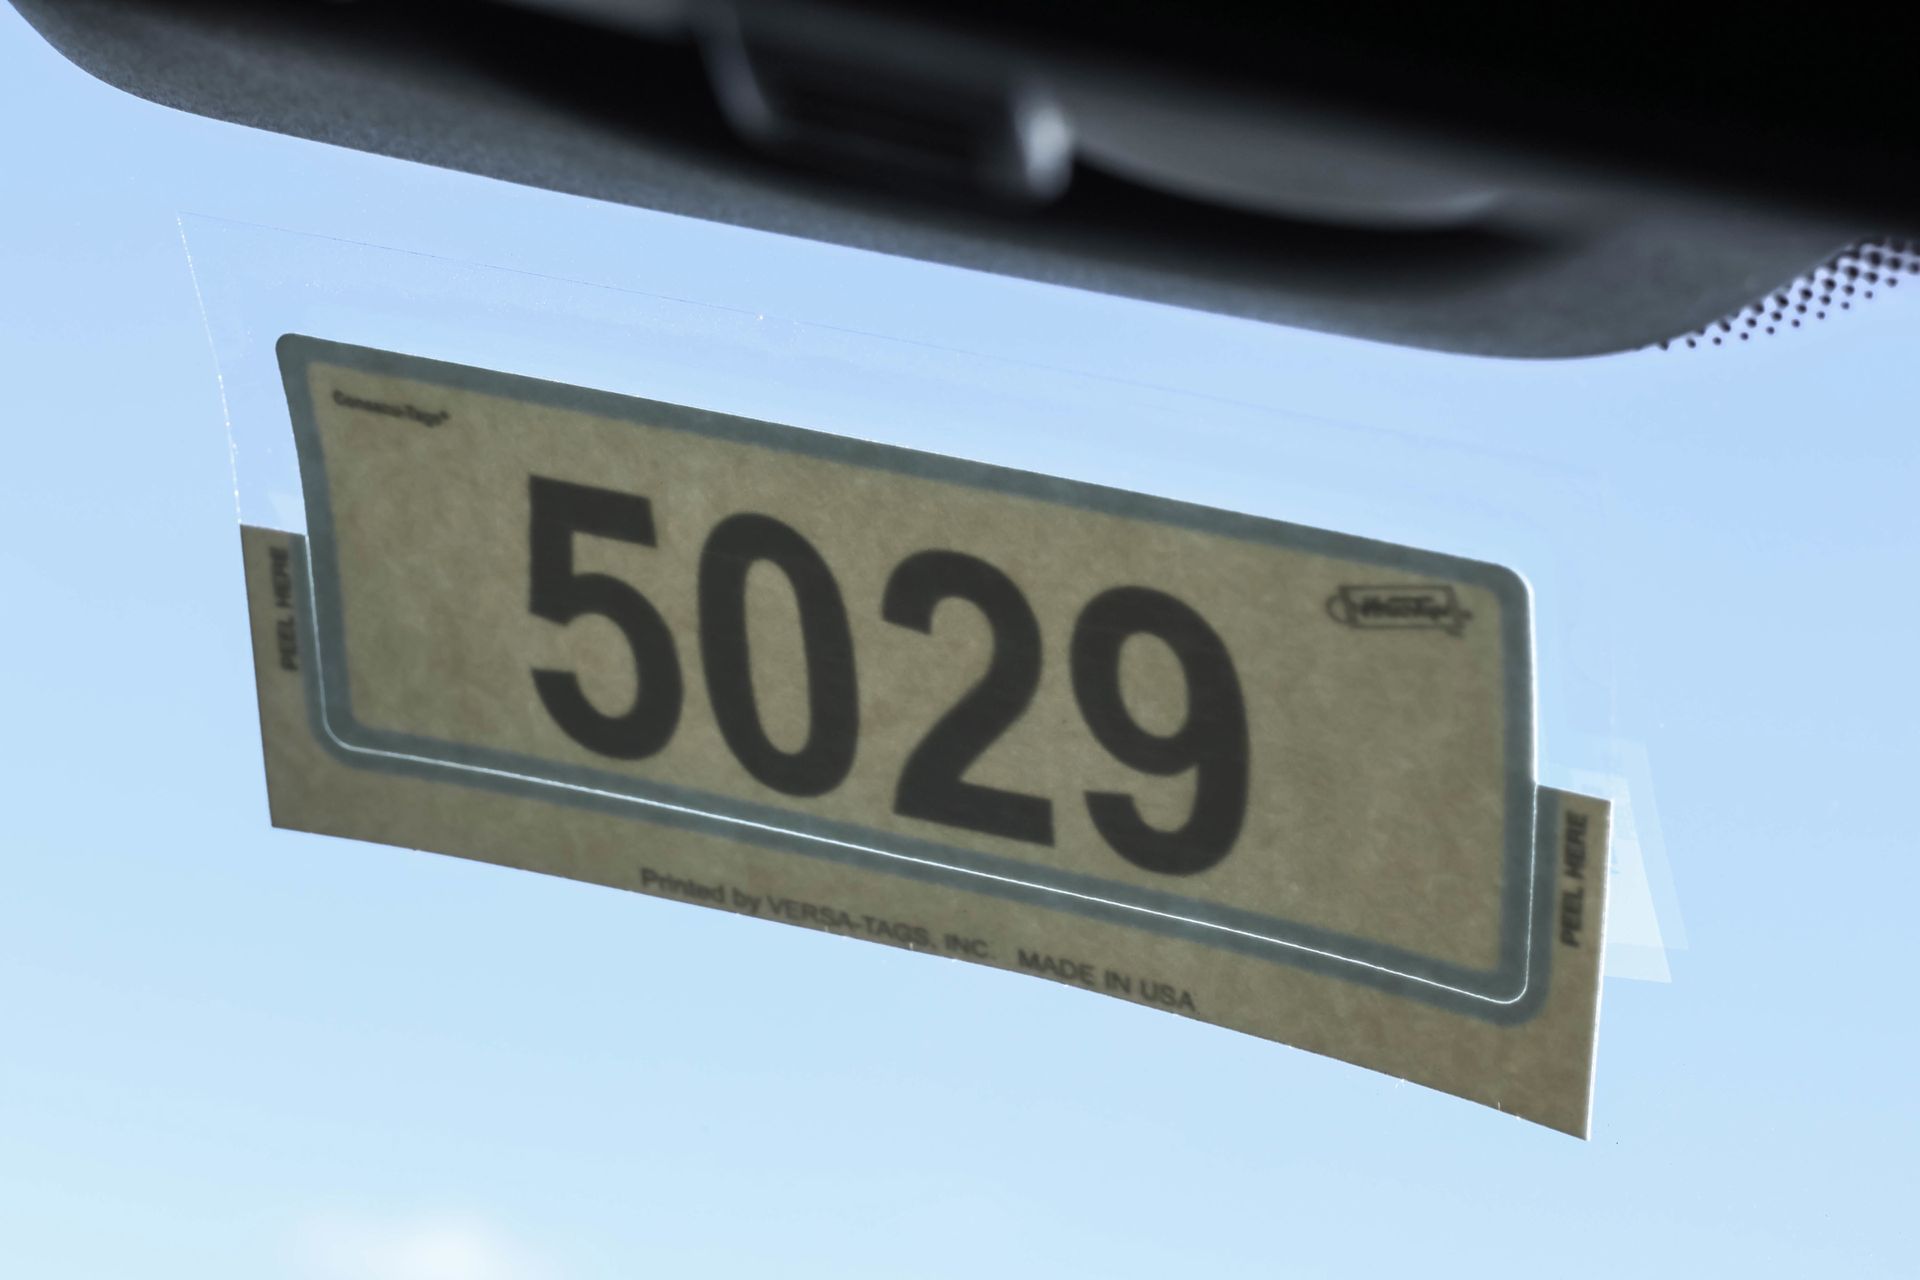 5029
PEEL HERE
PEEL HERE
Printed by VERSA-TAGS, INC. MADE IN USA